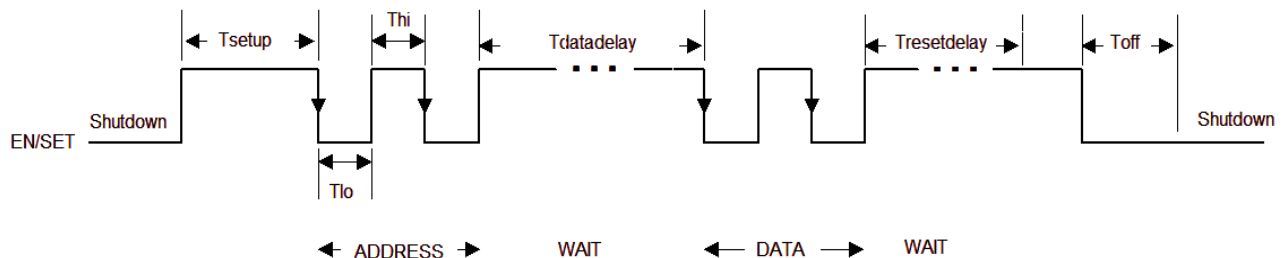 Thi
Tsetup
Tdatadelay
Tresetdelay
Toff
Shutdown
Shutdown
EN/SET
Tlo
ADDRESS
WAIT
DATA
WAIT